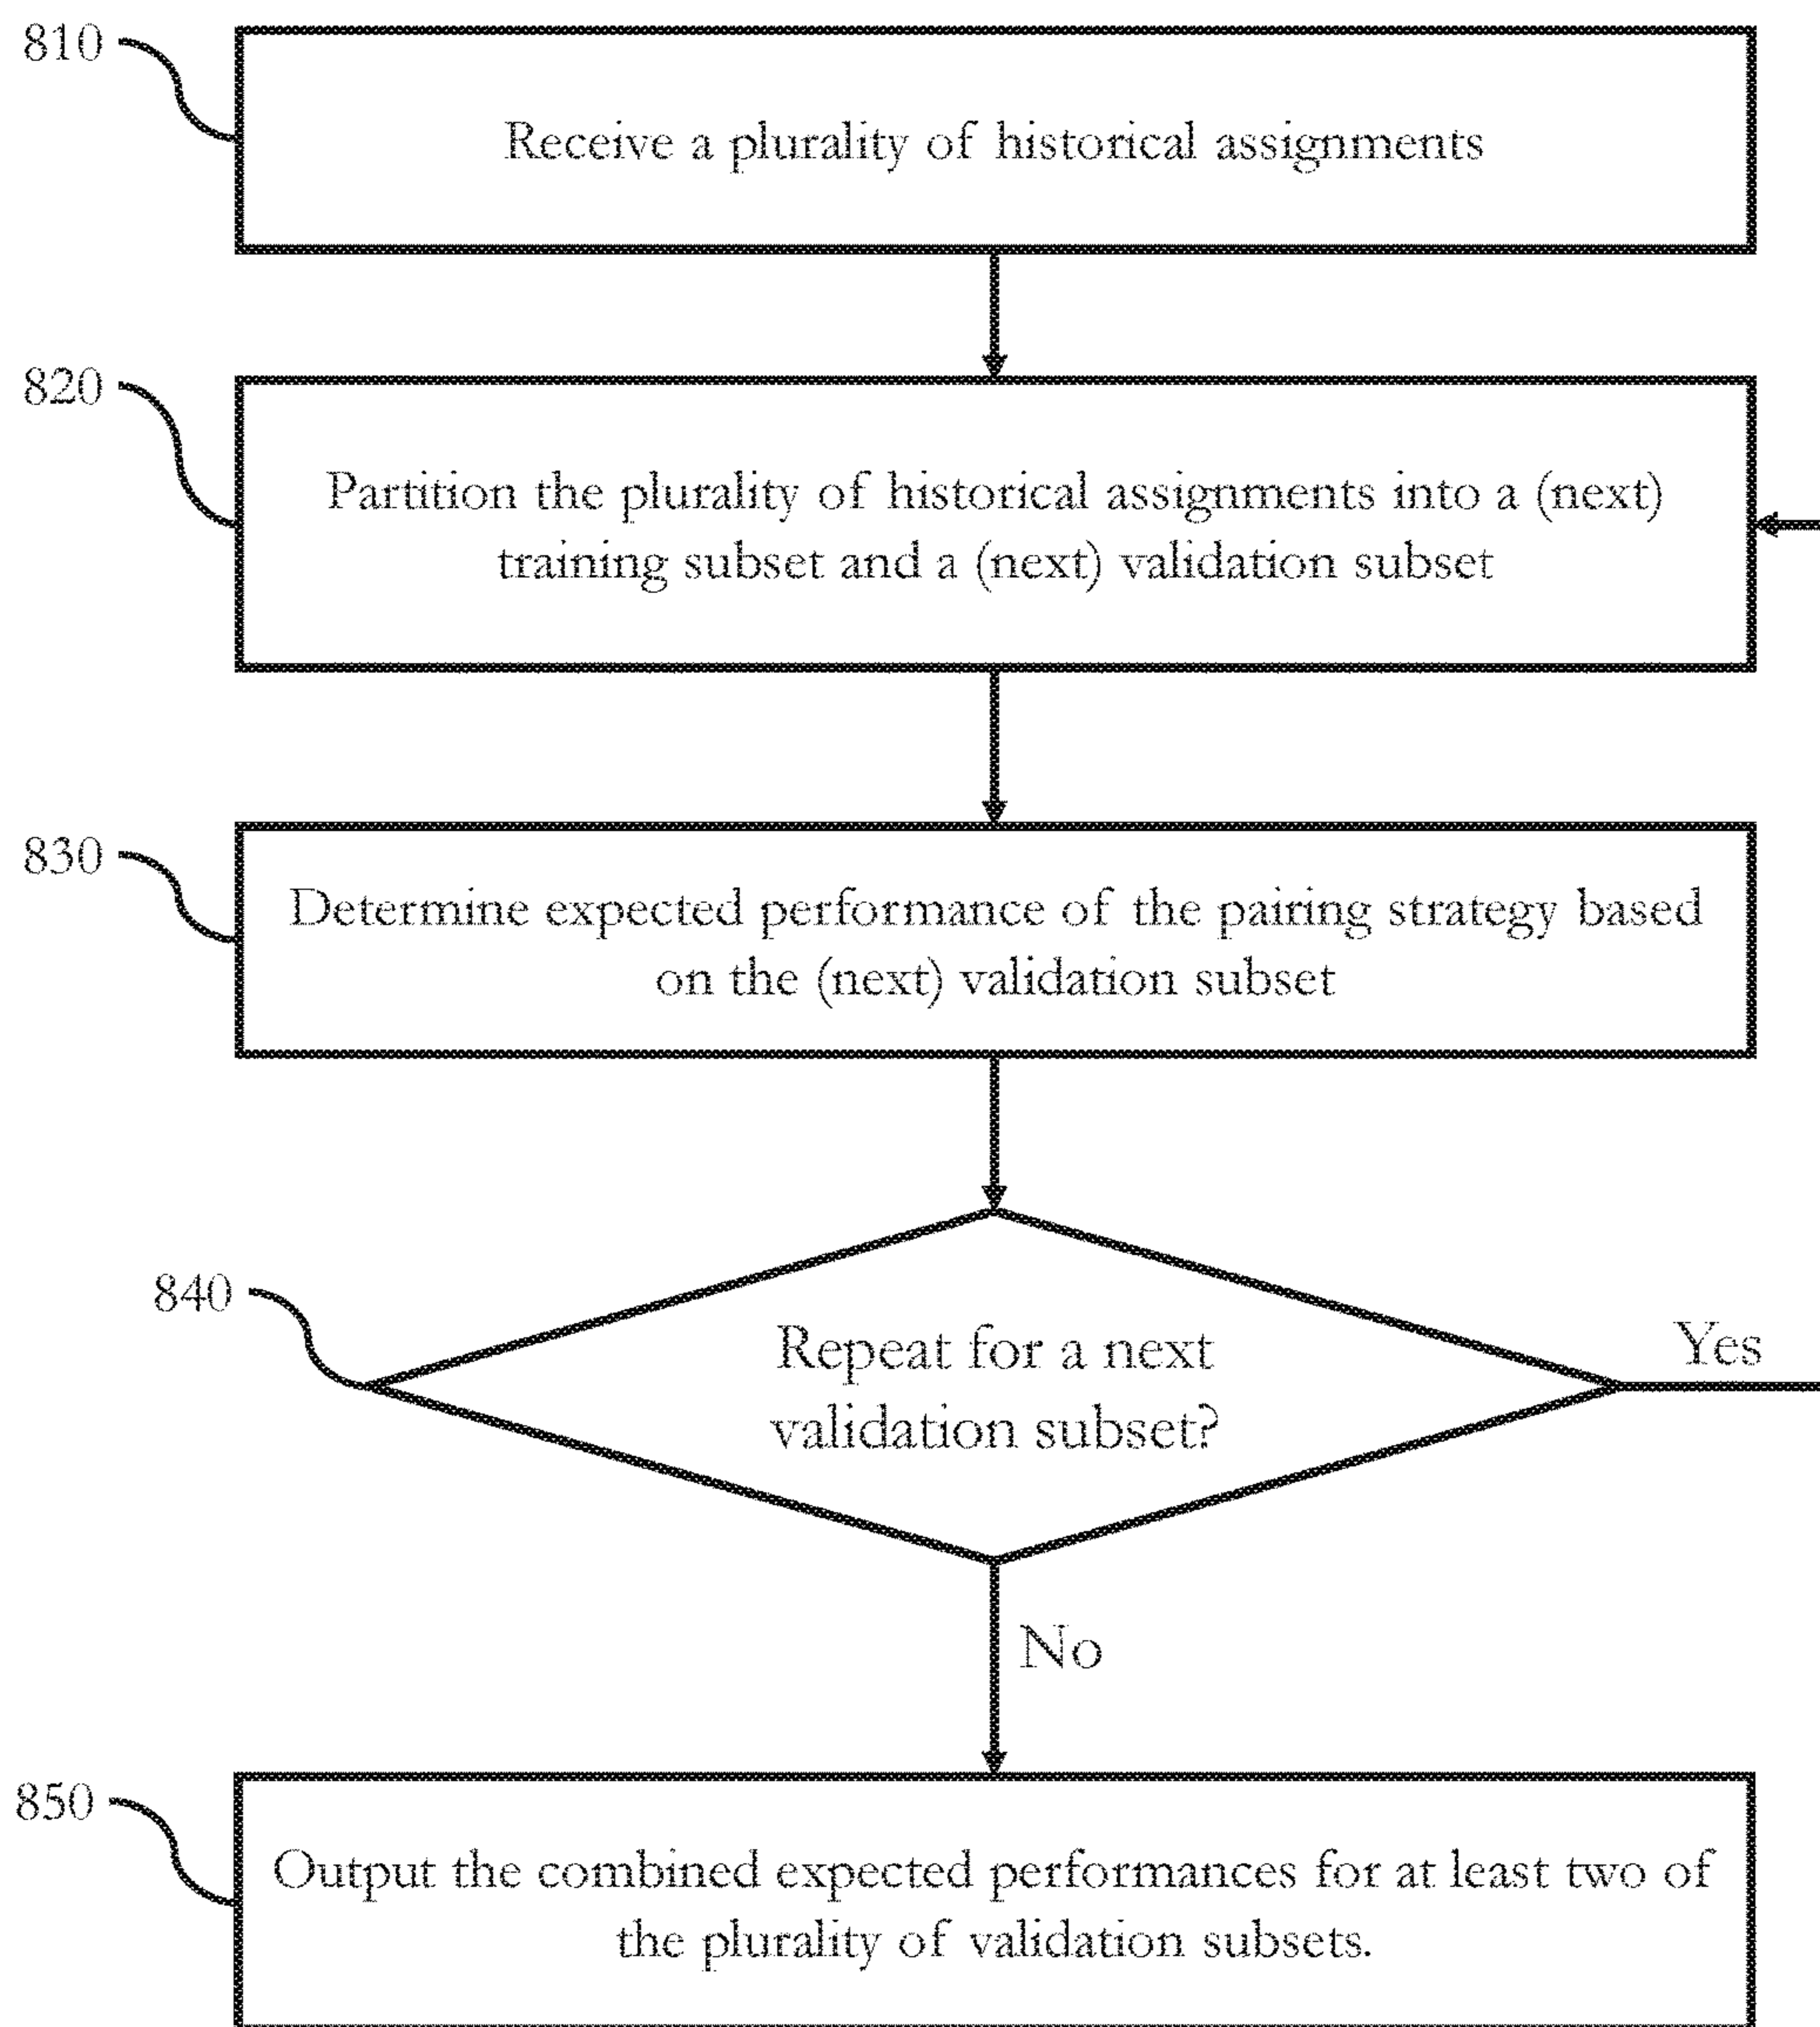 810
Receive a plurality of historical assignments
820
Partition the plurality of historical assignments into a (next)
training subset and a (next) validation subset
830
Determine expected performance of the pairing strategy based
on the (next) validation subset
840
Repeat for a next
validation subset?
Yes
No
850
Output the combined expected performances for at least two of
the plurality of validation subsets.